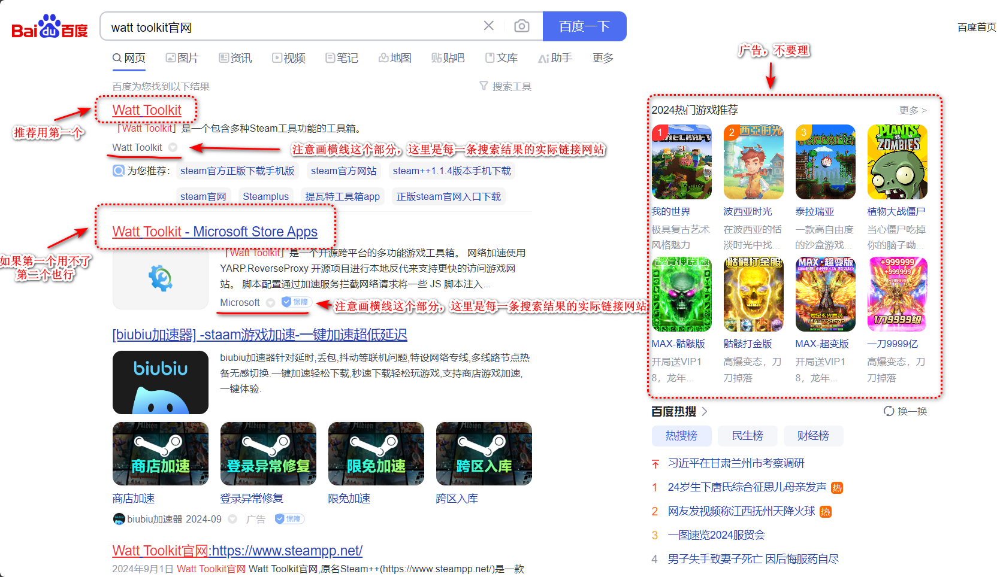 Bai du 百度
watt toolkit官网
百度一下
百度首页
网页 图片 资讯 视频 笔记 地图 贴吧 文库 助手 更多
百度为您找到以下结果
搜索工具
Watt Toolkit
推荐用第一个
「Watt Toolkit」是一个包含多种Steam工具功能的工具箱。
Watt Toolkit
注意画横线这个部分，这里是每一条搜索结果的实际链接网站
为您推荐：
steam官方正版下载手机版
steam官方网站
steam++1.1.4版本手机下载
steam官网
Steamplus
提瓦特工具箱app
正版steam官网入口下载
Watt Toolkit - Microsoft Store Apps
如果第一个用不了
第二个也行
「Watt Toolkit」是一个开源跨平台的多功能游戏工具箱。 网络加速使用
YARP.ReverseProxy 开源项目进行本地反代来支持更快的访问游戏网
站。 脚本配置通过加速服务拦截网络请求将一些 JS 脚本注入...
Microsoft 保障
注意画横线这个部分，这里是每一条搜索结果的实际链接网站
[biubiu加速器] -staam游戏加速-一键加速超低延迟
biubiu
biubiu加速器针对延时,丢包,抖动等联机问题,特设网络专线,多线路节点热
备无感切换.一键加速轻松下载,秒速下载轻松玩游戏,支持商店游戏加速,
一键体验.
商店加速
登录异常修复
限免加速
跨区入库
商店加速
登录异常修复
限免加速
跨区入库
biubiu加速器 2024-09 广告 保障
Watt Toolkit官网:https://www.steampp.net/
2024年9月1日 Watt Toolkit官网 Watt Toolkit官网,原名Steam++(https://www.steampp.net/)是一款
广告，不要理
2024热门游戏推荐
更多 >
1
MINECRAFT
2
波西亞时光
3
PLANTS
VS.
ZOMBIES
我的世界
波西亚时光
泰拉瑞亚
植物大战僵尸
极具复古艺术
风格魅力
在波西亚的恬
淡时光中找...
一款高自由度
的沙盒游戏...
当心僵尸吃掉
你的脑子呦...
骷髅打金服
MAX·超变版
+999999
+999999
+999999
1刀9999级
MAX-骷髅版
骷髅打金版
MAX-超变版
一刀9999亿
开局送VIP1
8，龙年...
高爆变态，刀
刀掉落
开局送VIP1
8，龙年...
高爆变态，刀
刀掉落
百度热搜
换一换
热搜榜
民生榜
财经榜
习近平在甘肃兰州市考察调研
1 24岁生下唐氏综合征患儿母亲发声 热
2 网友发视频称江西抚州天降火球 热
3 一图速览2024服贸会
4 男子失手致妻子死亡 因后悔服药自尽